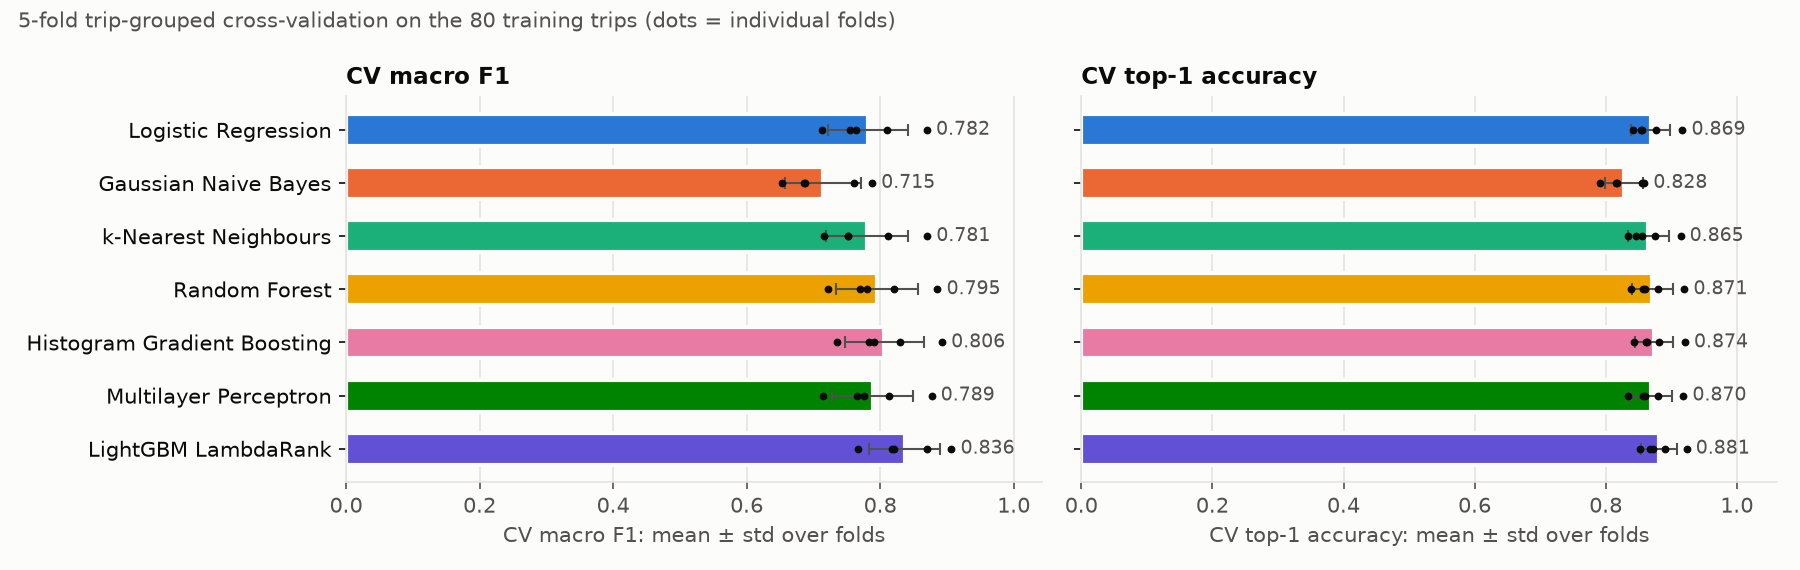 5-fold trip-grouped cross-validation on the 80 training trips (dots = individual folds)
CV macro F1
Logistic Regression
0.782
Gaussian Naive Bayes
0.715
k-Nearest Neighbours
0.781
Random Forest
0.795
Histogram Gradient Boosting
0.806
Multilayer Perceptron
0.789
LightGBM LambdaRank
0.836
0.0 0.2 0.4 0.6 0.8 1.0
CV macro F1: mean ± std over folds
CV top-1 accuracy
0.869
0.828
0.865
0.871
0.874
0.870
0.881
0.0 0.2 0.4 0.6 0.8 1.0
CV top-1 accuracy: mean ± std over folds